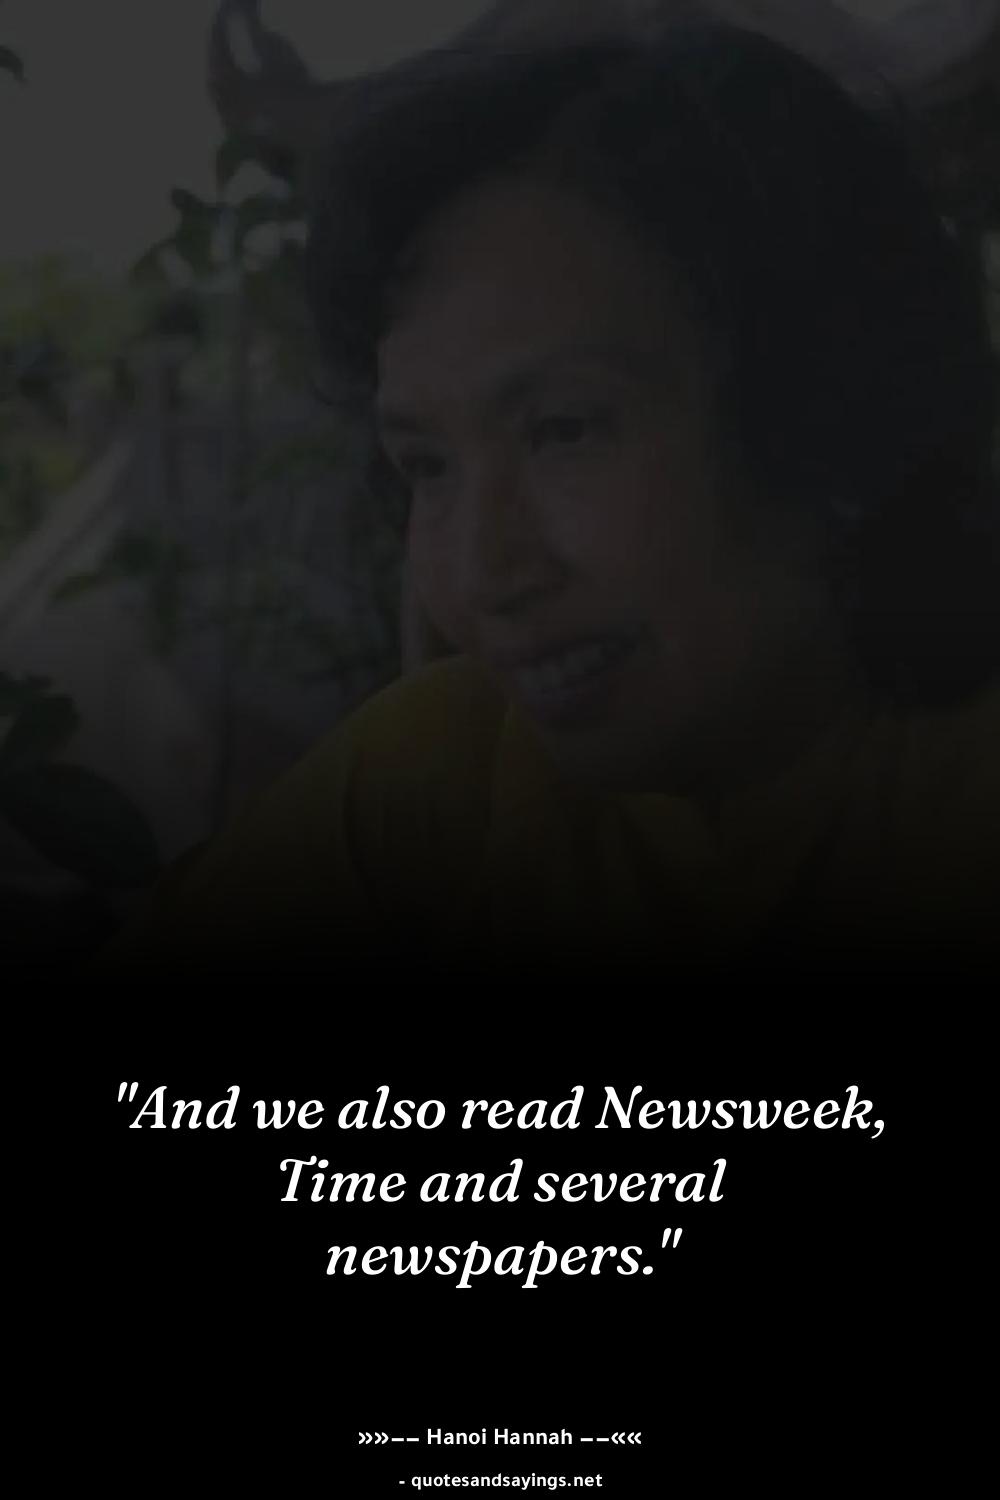 "And we also read Newsweek,
Time and several
newspapers."
»»−− Hanoi Hannah −−««
- quotesandsayings.net